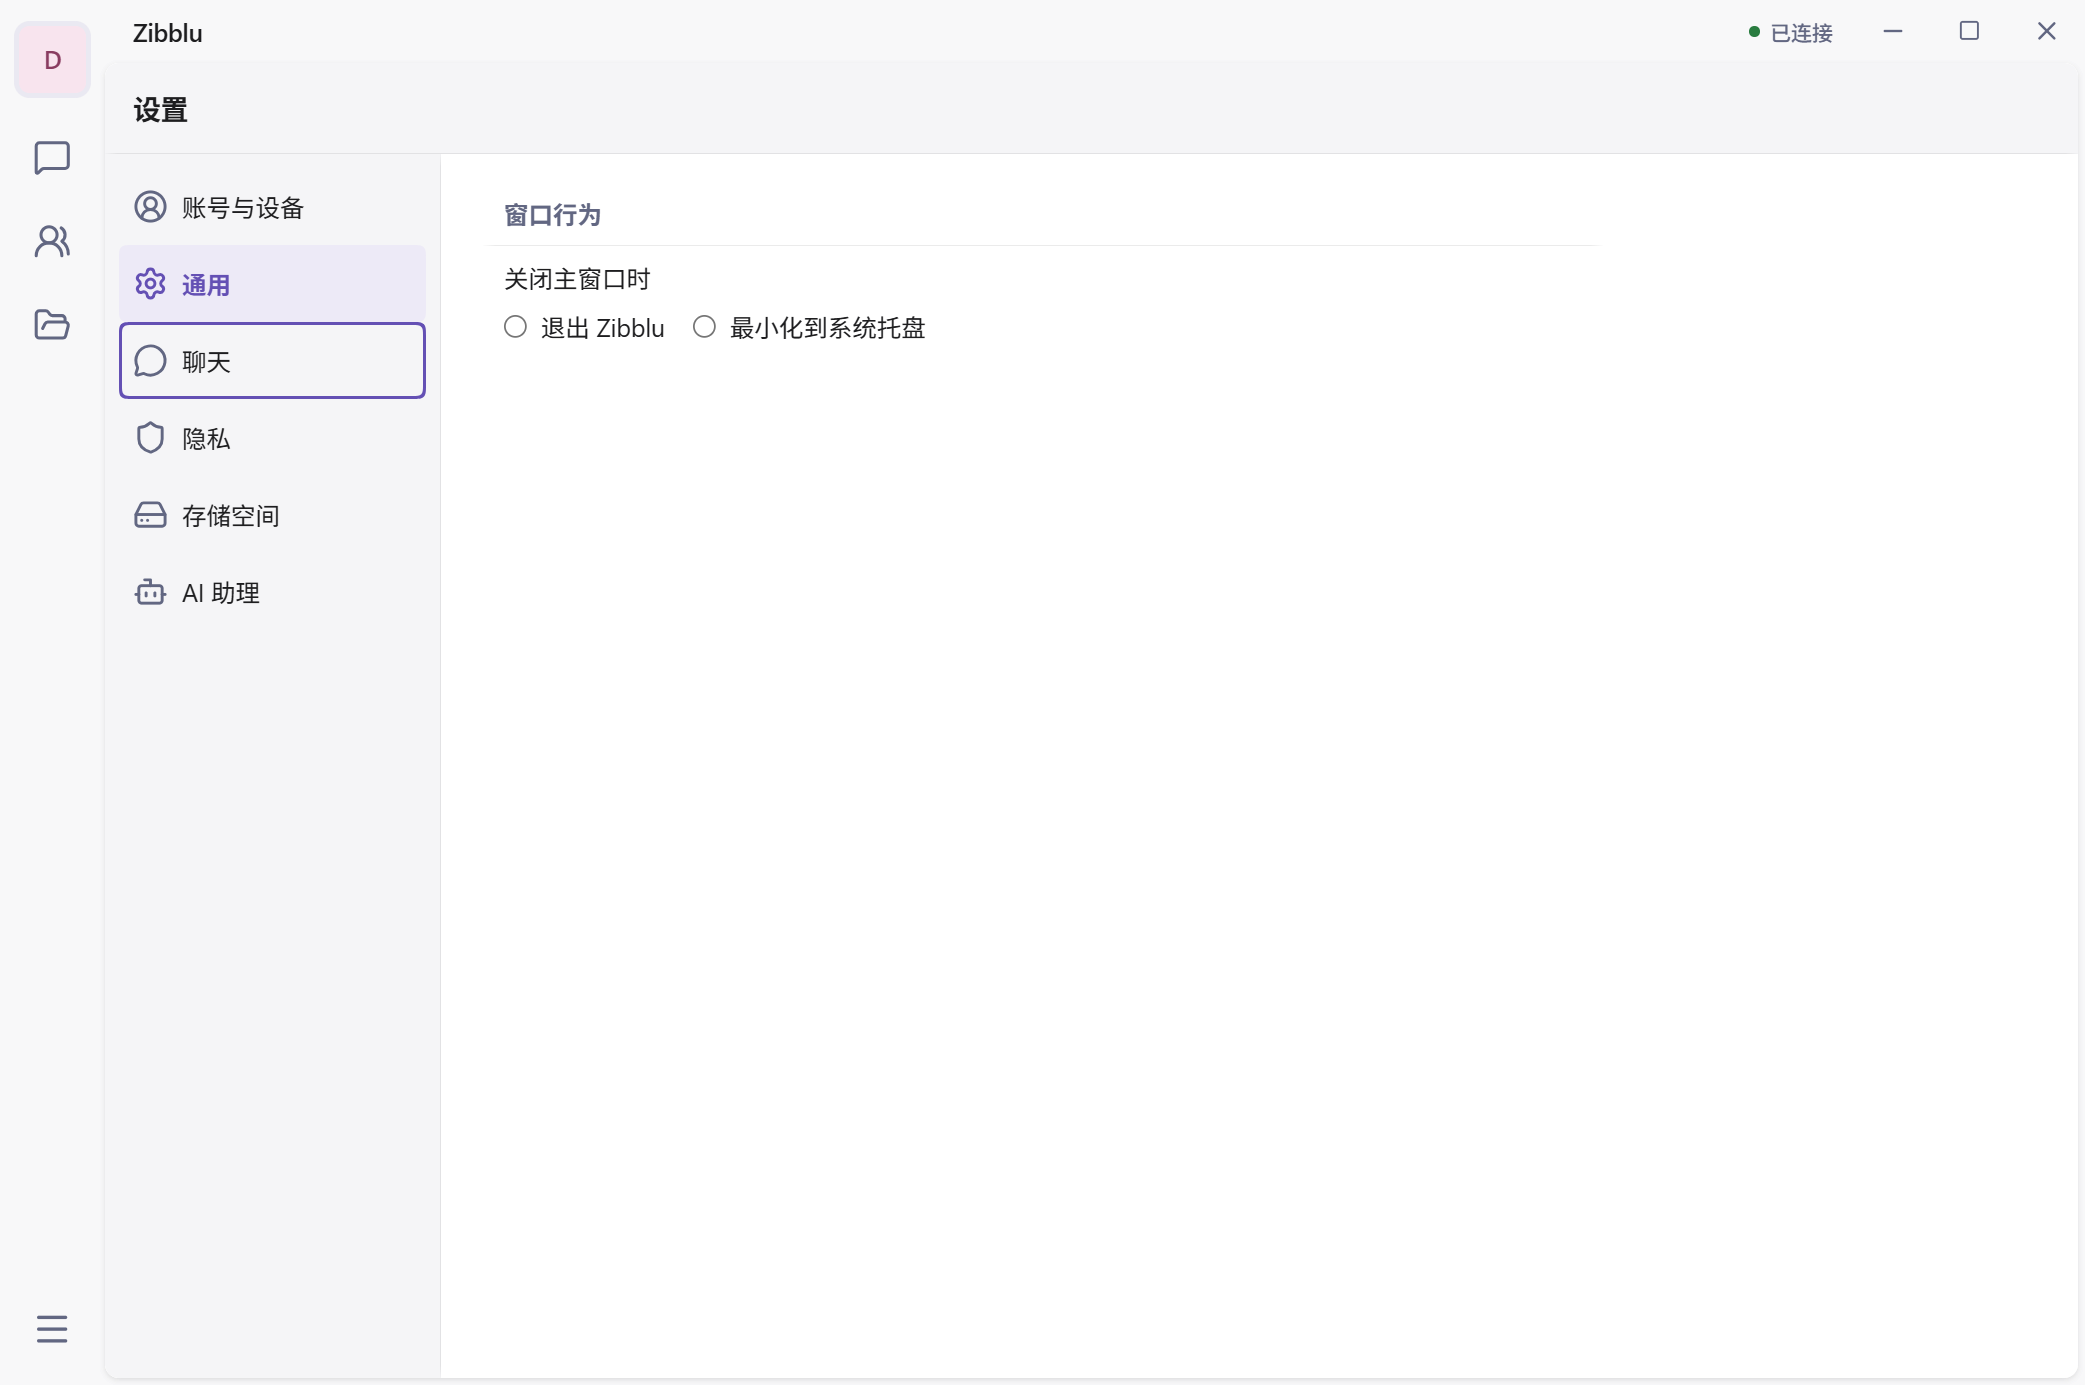 D
Zibblu
已连接
设置
账号与设备
通用
聊天
隐私
存储空间
AI 助理
窗口行为
关闭主窗口时
退出 Zibblu 最小化到系统托盘